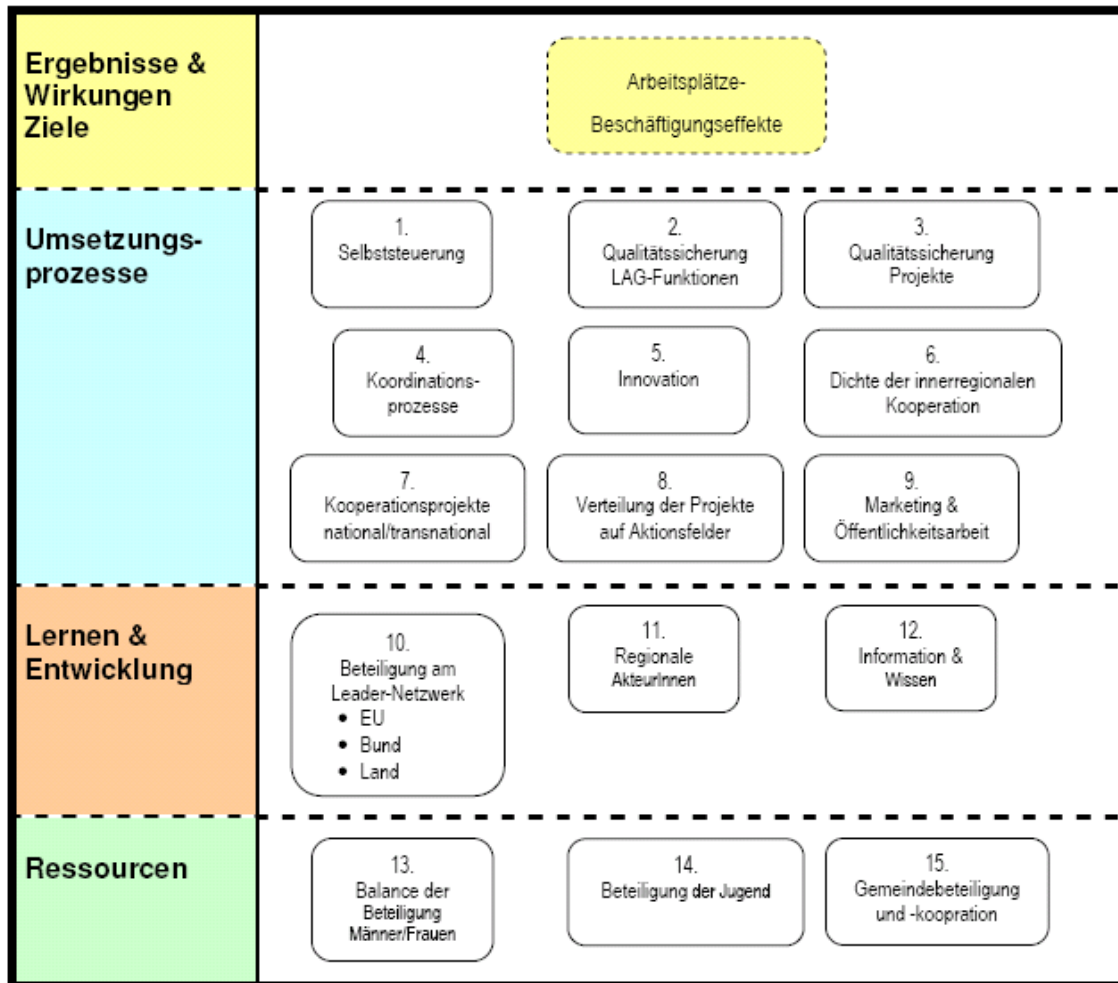 Ergebnisse &
Wirkungen
Ziele
Arbeitsplätze-
Beschäftigungseffekte
Umsetzungs-
prozesse
1.
Selbststeuerung
2.
Qualitätssicherung
LAG-Funktionen
3.
Qualitätssicherung
Projekte
4.
Koordinations-
prozesse
5.
Innovation
6.
Dichte der innerregionalen
Kooperation
7.
Kooperationsprojekte
national/transnational
8.
Verteilung der Projekte
auf Aktionsfelder
9.
Marketing &
Öffentlichkeitsarbeit
Lernen &
Entwicklung
10.
Beteiligung am
Leader-Netzwerk
• EU
• Bund
• Land
11.
Regionale
AkteurInnen
12.
Information &
Wissen
Ressourcen
13.
Balance der
Beteiligung
Männer/Frauen
14.
Beteiligung der Jugend
15.
Gemeindebeteiligung
und -koopration